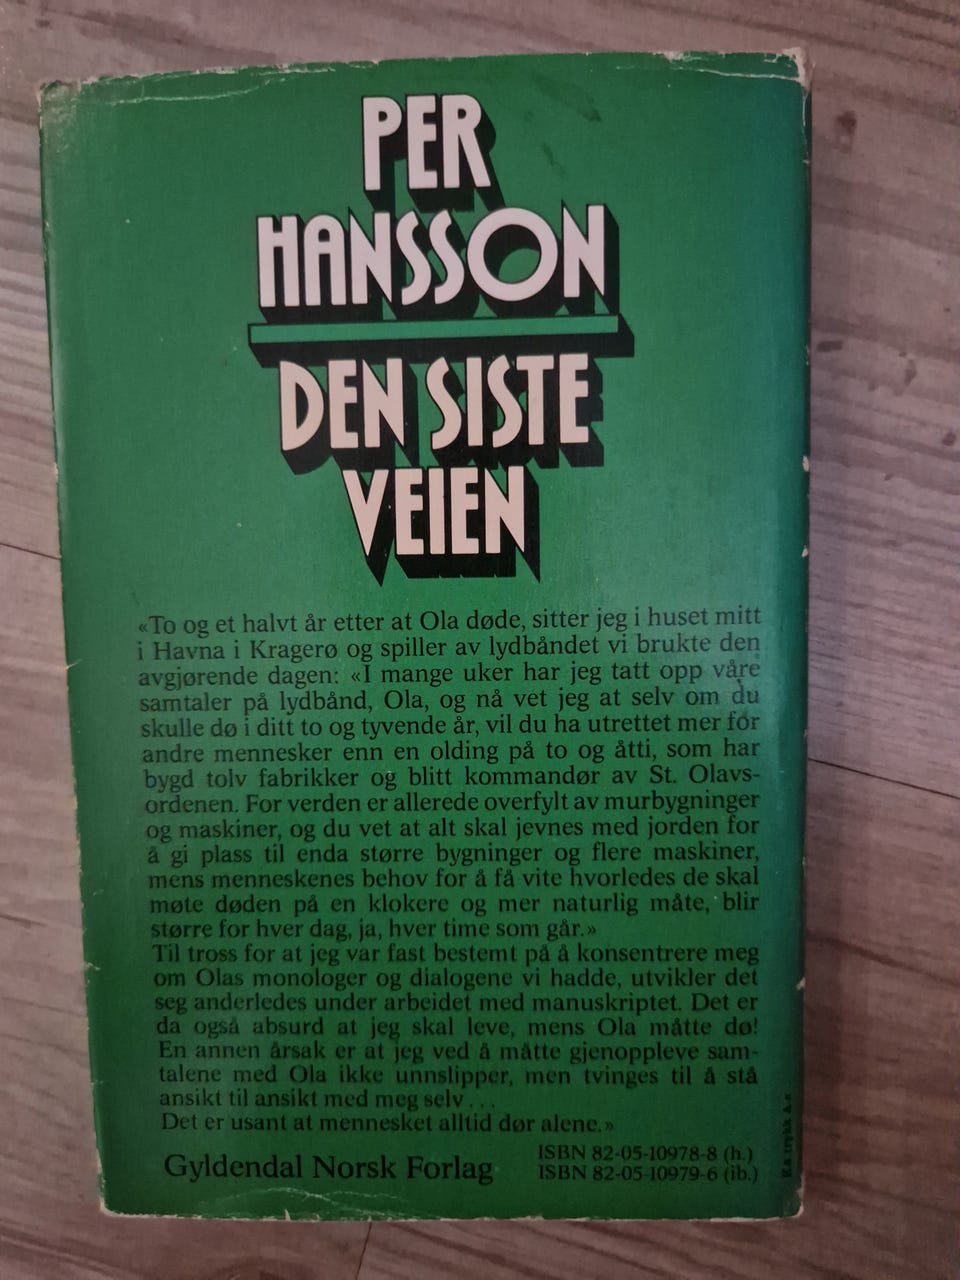 PER
HANSSON
DEN SISTE
VEIEN
«To og et halvt år etter at Ola døde, sitter jeg i huset mitt
i Havna i Kragerø og spiller av lydbåndet vi brukte den
avgjørende dagen: «I mange uker har jeg tatt opp våre
samtaler på lydbånd, Ola, og nå vet jeg at selv om du
skulle dø i ditt to og tyvende år, vil du ha utrettet mer for
andre mennesker enn en olding på to og åtti, som har
bygd tolv fabrikker og blitt kommandør av St. Olavs-
ordenen. For verden er allerede overfylt av murbygninger
og maskiner, og du vet at alt skal jevnes med jorden for
å gi plass til enda større bygninger og flere maskiner,
mens menneskenes behov for å få vite hvorledes de skal
møte døden på en klokere og mer naturlig måte, blir
større for hver dag, ja, hver time som går.»
Til tross for at jeg var fast bestemt på å konsentrere meg
om Olas monologer og dialogene vi hadde, utvikler det
seg anderledes under arbeidet med manuskriptet. Det er
da også absurd at jeg skal leve, mens Ola måtte dø!
En annen årsak er at jeg ved å måtte gjenoppleve sam-
talene med Ola ikke unnslipper, men tvinges til å stå
ansikt til ansikt med meg selv . . .
Det er usant at mennesket alltid dør alene.»
Gyldendal Norsk Forlag
ISBN 82-05-10978-8 (h.)
ISBN 82-05-10979-6 (ib.)
trykk A.s